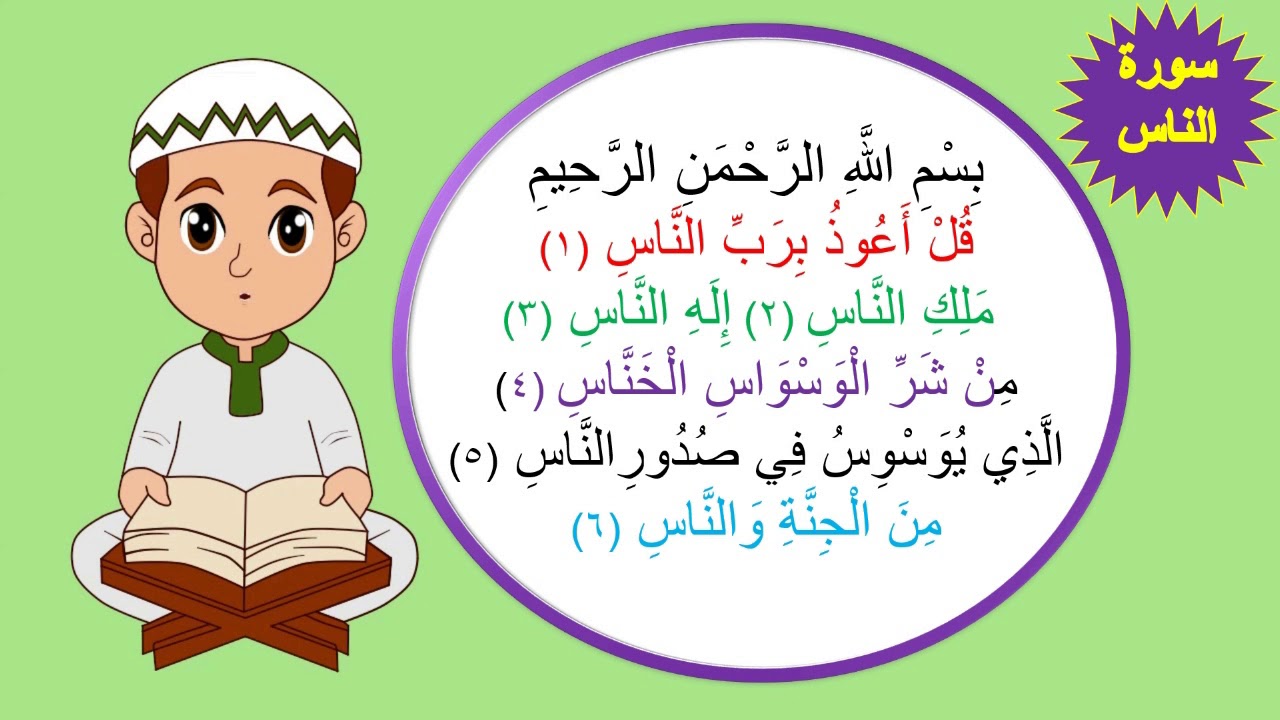 سورة
الناس
بِسْمِ اللَّهِ الرَّحْمَنِ الرَّحِيمِ
قُلْ أَعُوذُ بِرَبِّ النَّاسِ (١)
مَلِكِ النَّاسِ (٢) إِلَهِ النَّاسِ (٣)
مِنْ شَرِّ الْوَسْوَاسِ الْخَنَّاسِ (٤)
الَّذِي يُوَسْوِسُ فِي صُدُورِ النَّاسِ (٥)
مِنَ الْجِنَّةِ وَالنَّاسِ (٦)